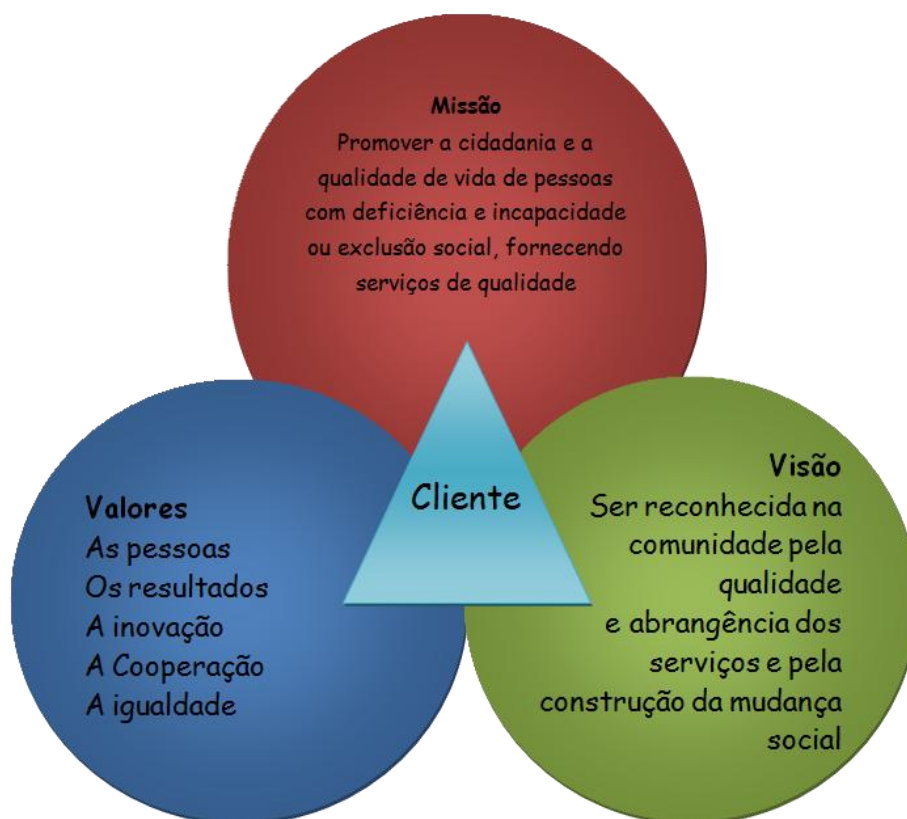 Missão
Promover a cidadania e a
qualidade de vida de pessoas
com deficiência e incapacidade
ou exclusão social, fornecendo
serviços de qualidade
Cliente
Valores
As pessoas
Os resultados
A inovação
A Cooperação
A igualdade
Visão
Ser reconhecida na
comunidade pela
qualidade
e abrangência dos
serviços e pela
construção da mudança
social